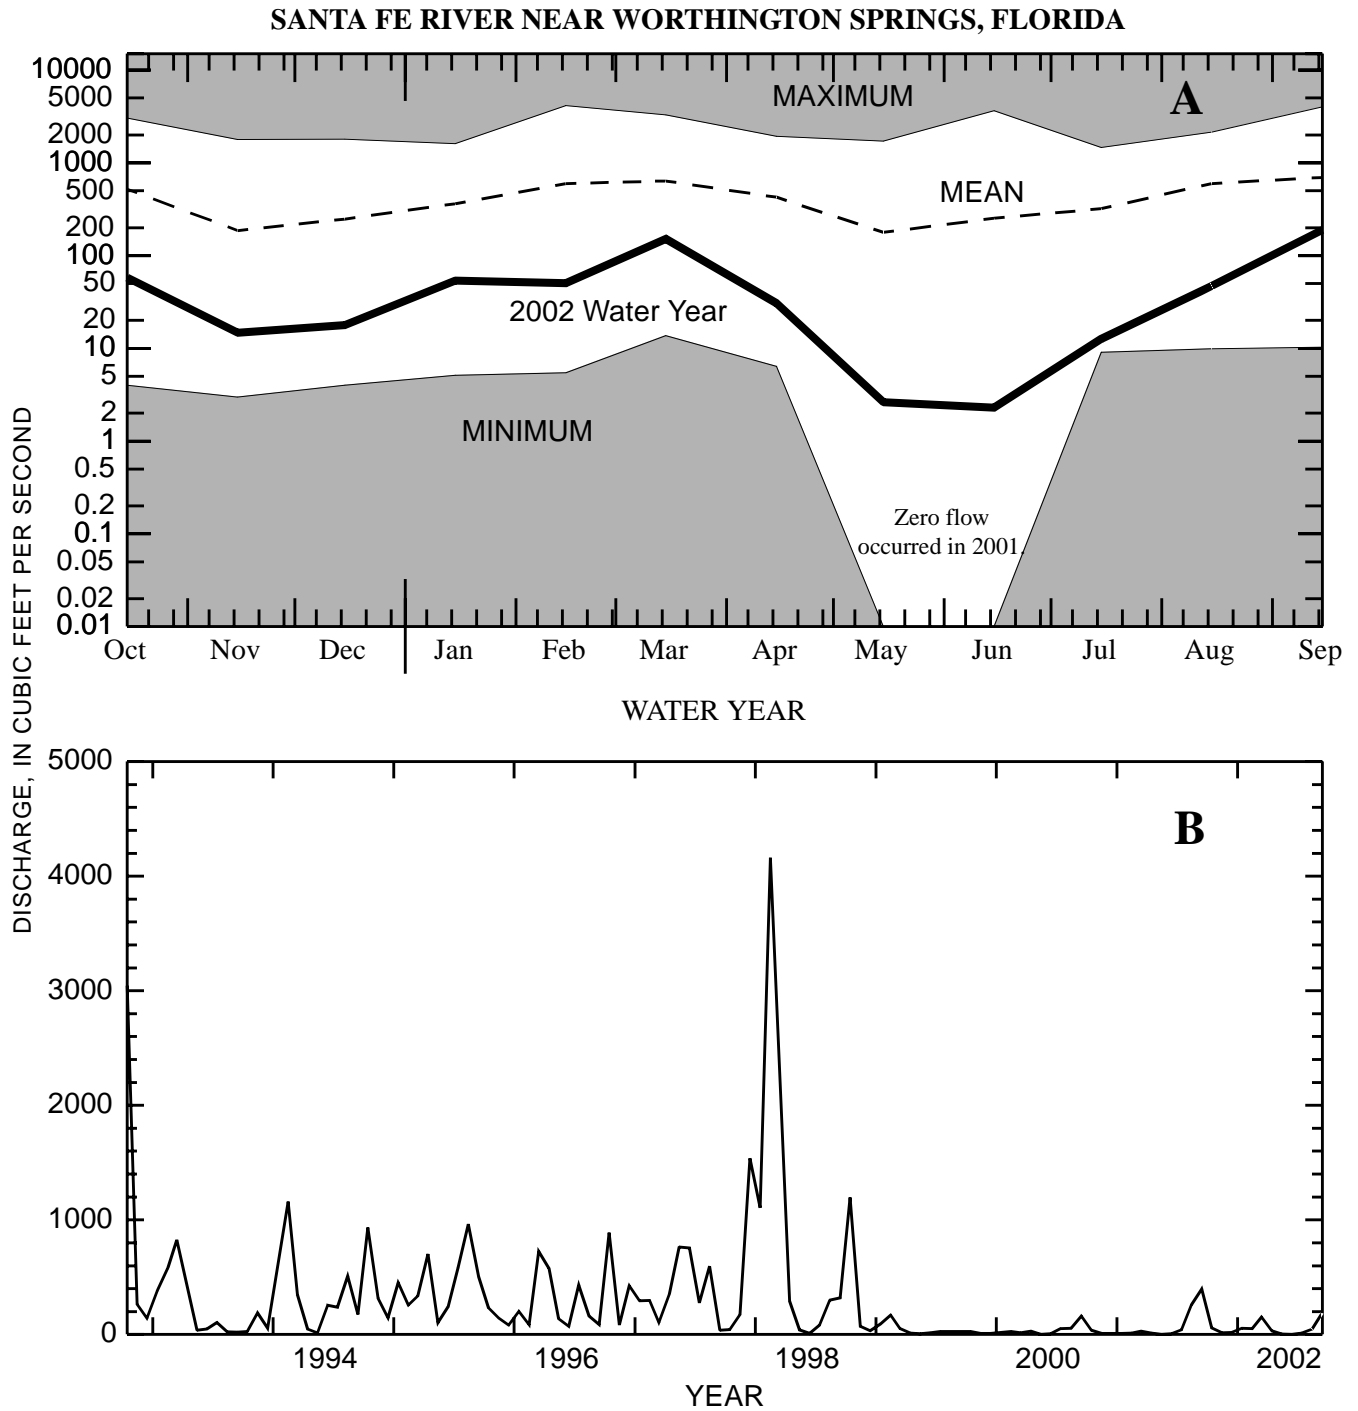 SANTA FE RIVER NEAR WORTHINGTON SPRINGS, FLORIDA
A
MAXIMUM
MEAN
2002 Water Year
MINIMUM
Zero flow
occurred in 2001.
10000
5000
2000
1000
500
200
100
50
20
10
5
2
1
0.5
0.2
0.1
0.05
0.02
0.01
Oct Nov Dec Jan Feb Mar Apr May Jun Jul Aug Sep
WATER YEAR
DISCHARGE, IN CUBIC FEET PER SECOND
B
5000
4000
3000
2000
1000
0
1994 1996 1998 2000 2002
YEAR